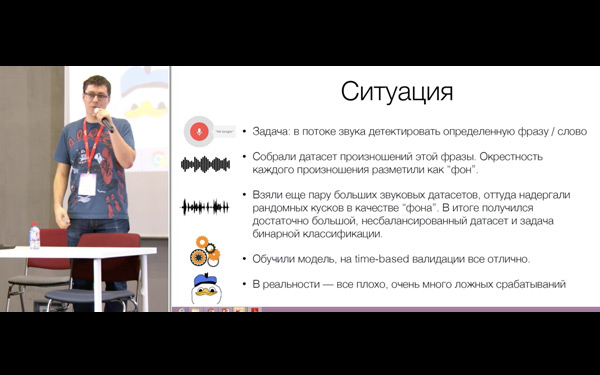 Ситуация
"Ok Google"
• Задача: в потоке звука детектировать определенную фразу / слово
• Собрали датасет произношений этой фразы. Окрестность
каждого произношения разметили как “фон”.
• Взяли еще пару больших звуковых датасетов, оттуда надергали
рандомных кусков в качестве “фона”. В итоге получился
достаточно большой, несбалансированный датасет и задача
бинарной классификации.
• Обучили модель, на time-based валидации все отлично.
• В реальности — все плохо, очень много ложных срабатываний